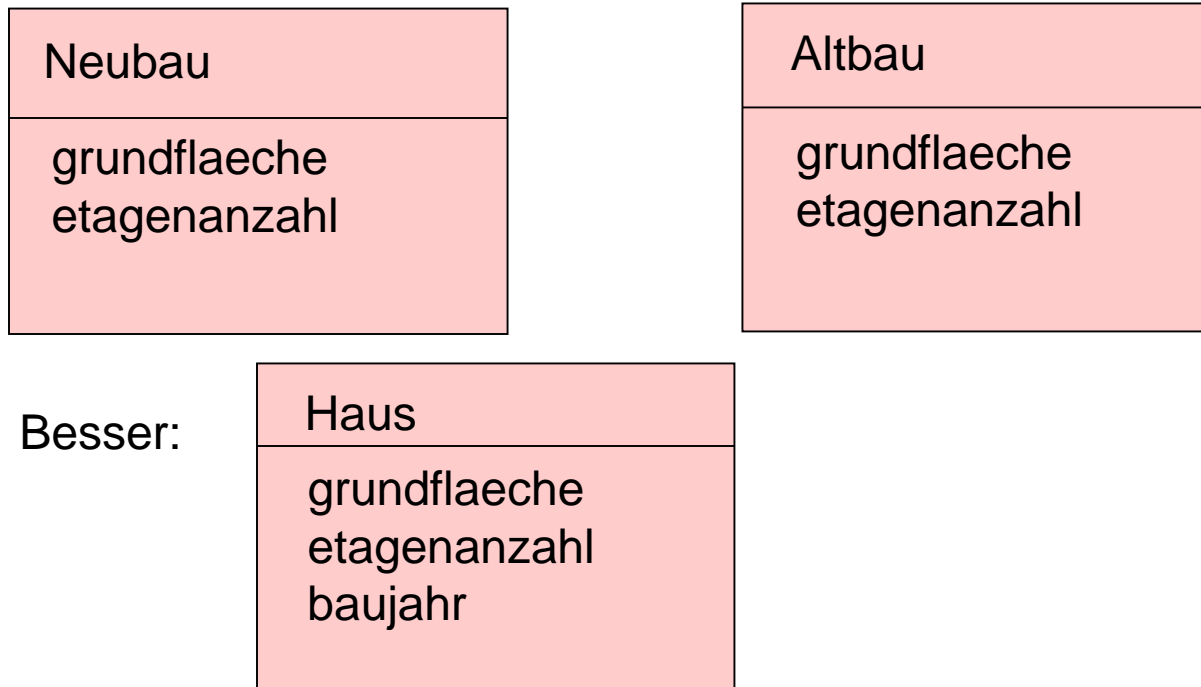 Neubau
grundflaeche
etagenanzahl
Altbau
grundflaeche
etagenanzahl
Besser:
Haus
grundflaeche
etagenanzahl
baujahr